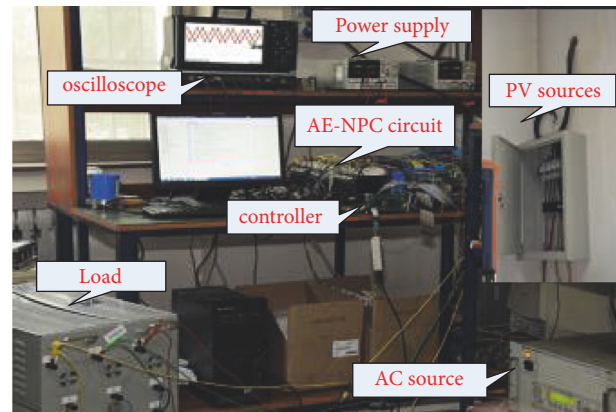 Power supply
oscilloscope
PV sources
AE-NPC circuit
controller
Load
AC source